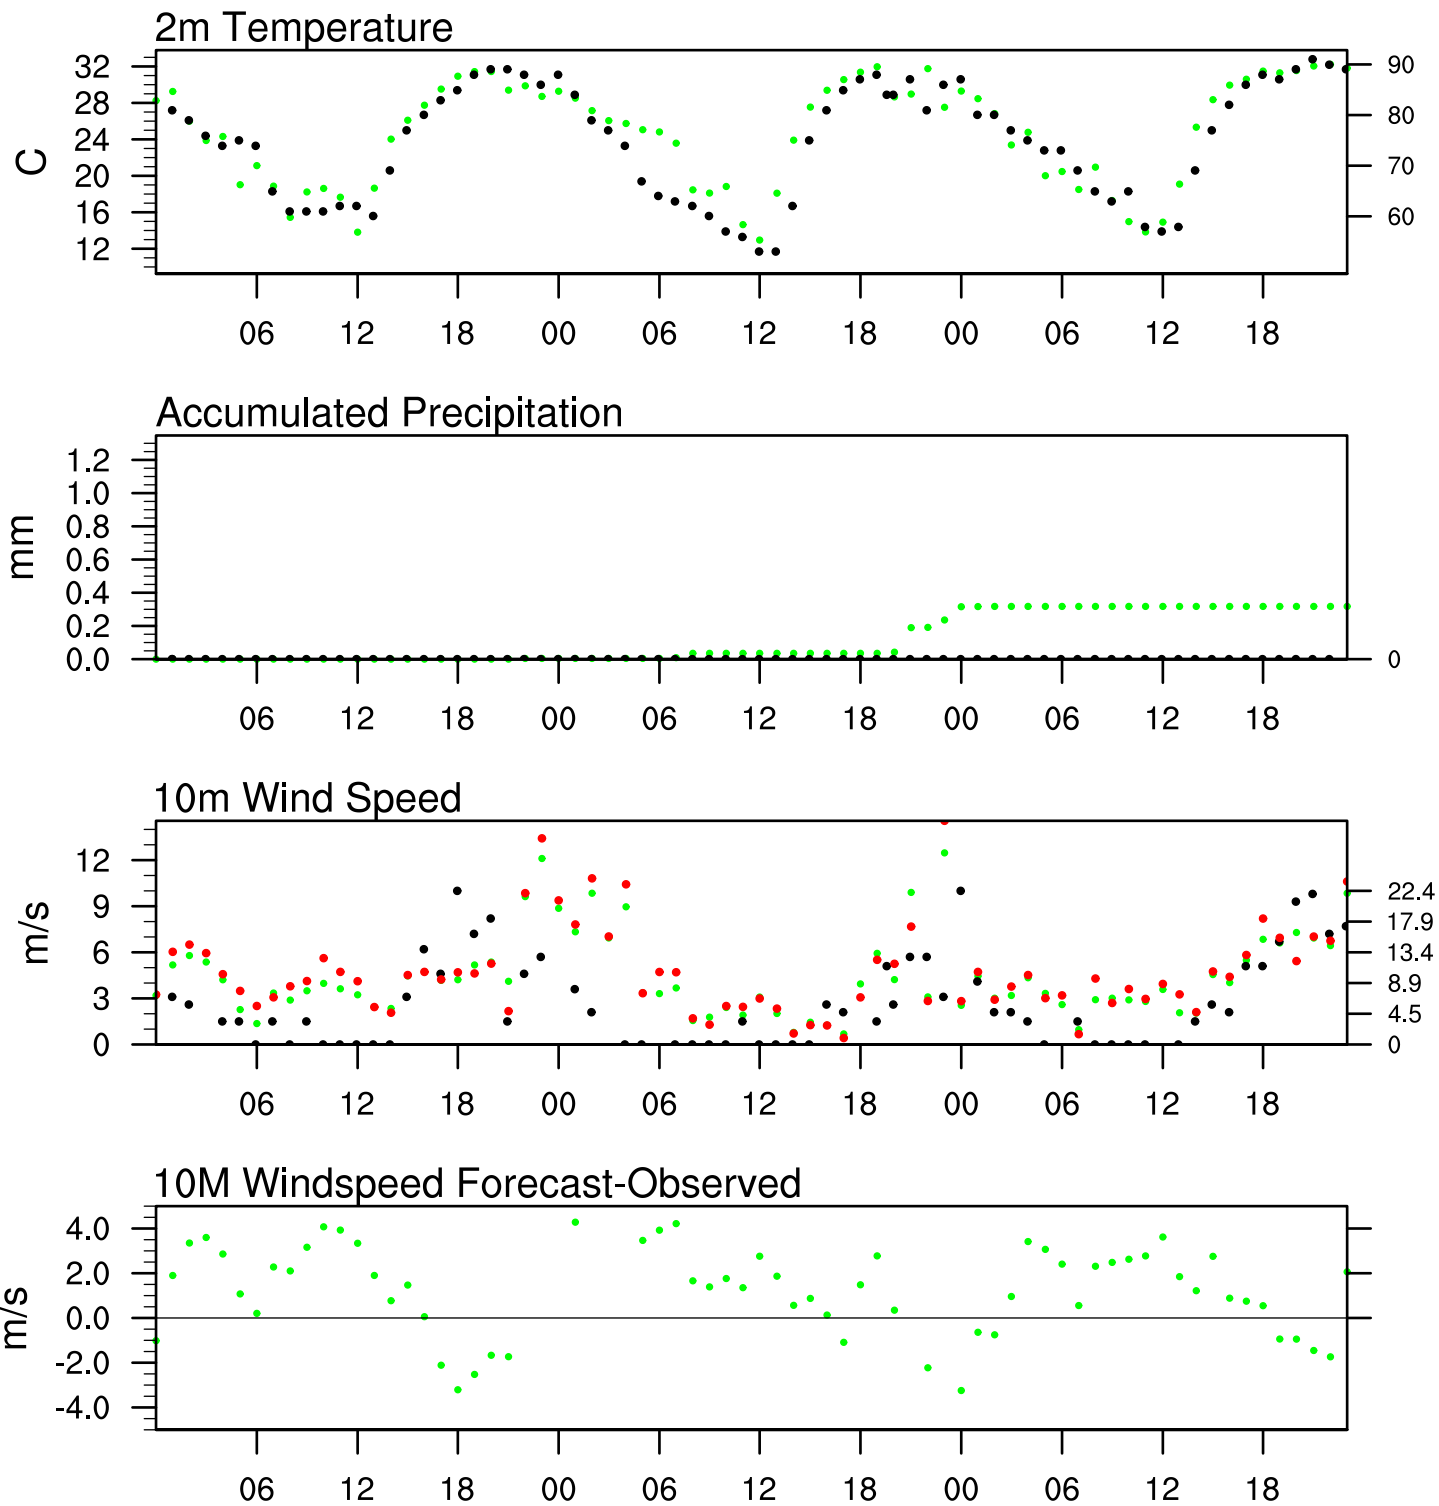 2m Temperature
32 90
28
80
24
C
70
20
16 60
12
06 12 18 00 06 12 18 00 06 12 18
Accumulated Precipitation
1.2
1.0
0.8
mm
0.6
0.4
0.2
0.0 0
06 12 18 00 06 12 18 00 06 12 18
10m Wind Speed
12
22.4
9
17.9
m/s
6 13.4
8.9
3
4.5
0 0
06 12 18 00 06 12 18 00 06 12 18
10M Windspeed Forecast-Observed
4.0
2.0
m/s
0.0
-2.0
-4.0
06 12 18 00 06 12 18 00 06 12 18